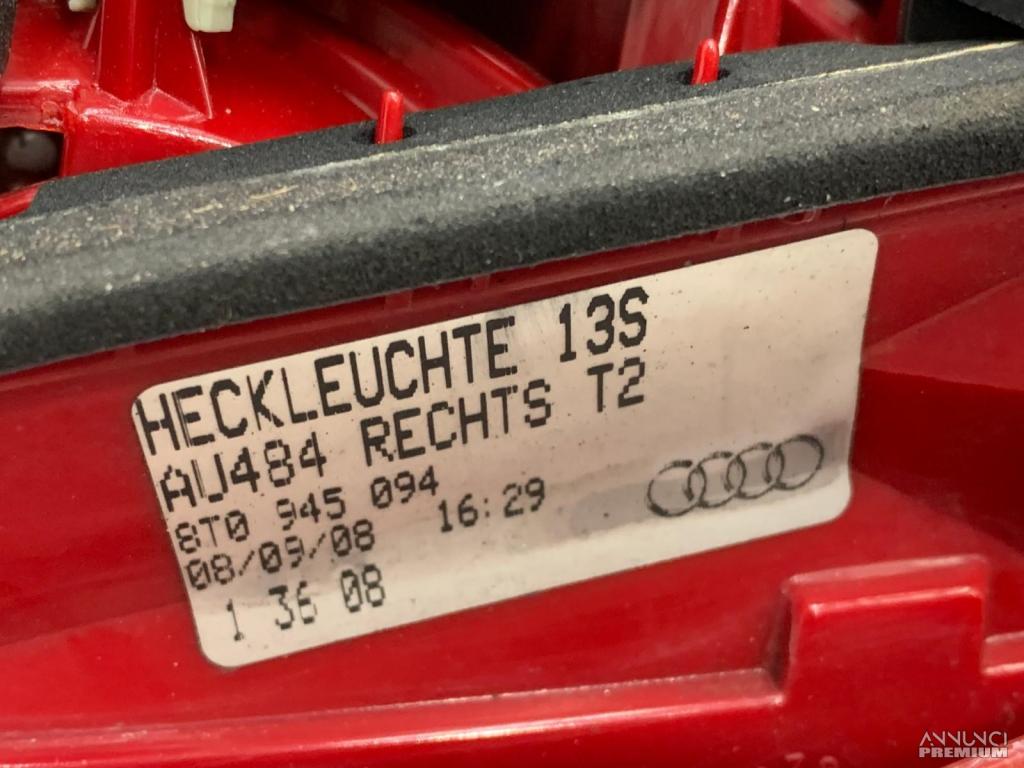 HECKLEUCHTE 13S
AU484 RECHTS T2
8T0 945 094
08/09/08 16:29
1 36 08
ANNUNCI
PREMIUM